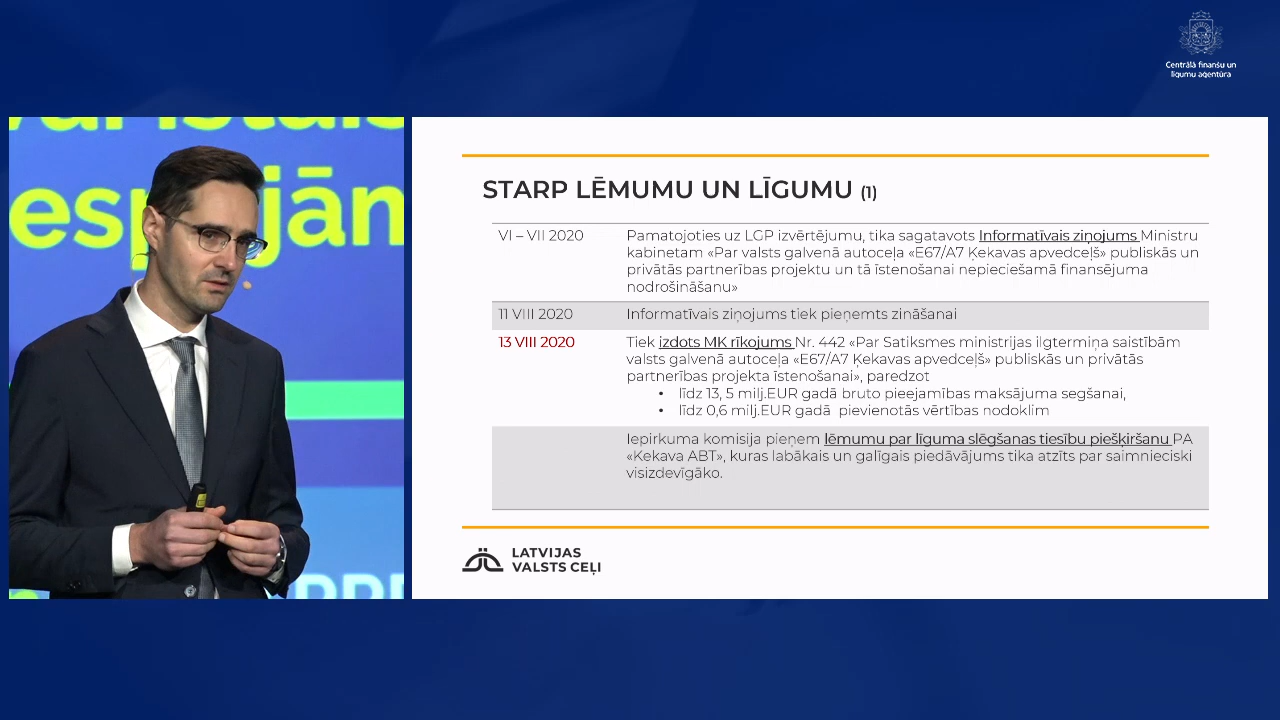 Centrālā finanšu un
līgumu aģentūra
STARP LĒMUMU UN LĪGUMU (1)
VI – VII 2020
Pamatojoties uz LGP izvērtējumu, tika sagatavots Informatīvais ziņojums Ministru
kabinetam «Par valsts galvenā autoceļa «E67/A7 Ķekavas apvedceļš» publiskās un
privātās partnerības projektu un tā īstenošanai nepieciešamā finansējuma
nodrošināšanu»
11 VIII 2020
Informatīvais ziņojums tiek pieņemts zināšanai
13 VIII 2020
Tiek izdots MK rīkojums Nr. 442 «Par Satiksmes ministrijas ilgtermiņa saistībām
valsts galvenā autoceļa «E67/A7 Ķekavas apvedceļš» publiskās un privātās
partnerības projekta īstenošanai», paredzot
• līdz 13, 5 milj.EUR gadā bruto pieejamības maksājuma segšanai,
• līdz 0,6 milj.EUR gadā pievienotās vērtības nodoklim
Iepirkuma komisija pieņem lēmumu par līguma slēgšanas tiesību piešķiršanu PA
«Kekava ABT», kuras labākais un galīgais piedāvājums tika atzīts par saimnieciski
visizdevīgāko.
LATVIJAS
VALSTS CEĻI